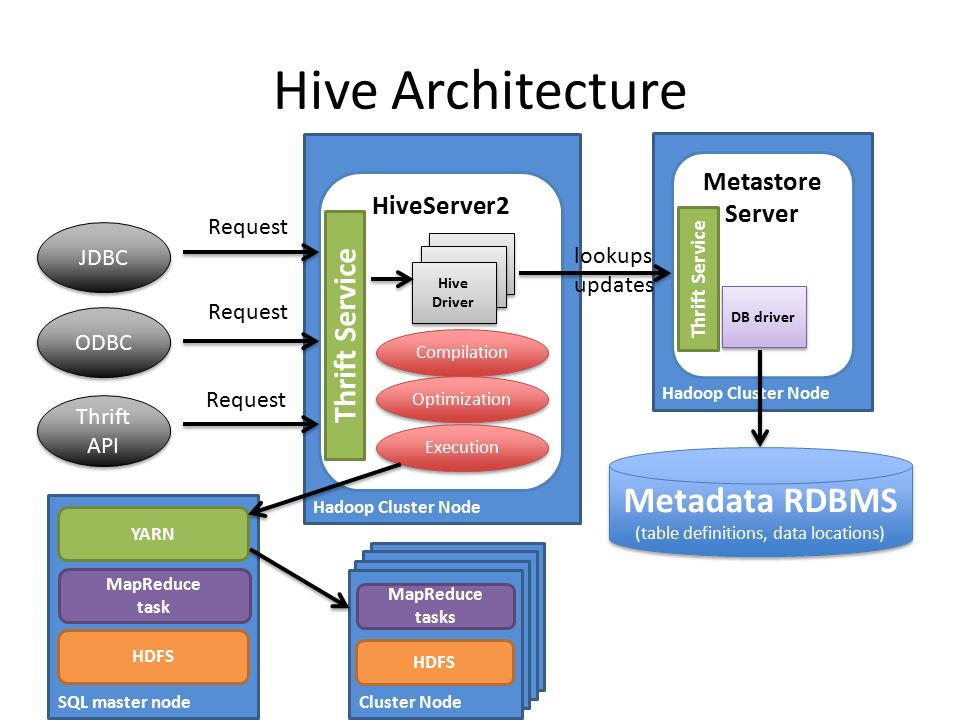 Hive Architecture
JDBC
ODBC
Thrift
API
Request
Request
Request
HiveServer2
Thrift Service
Hive
Driver
Compilation
Optimization
Execution
Hadoop Cluster Node
lookups
updates
Metastore
Server
Thrift Service
DB driver
Hadoop Cluster Node
Metadata RDBMS
(table definitions, data locations)
YARN
MapReduce
task
HDFS
SQL master node
MapReduce
tasks
HDFS
Cluster Node